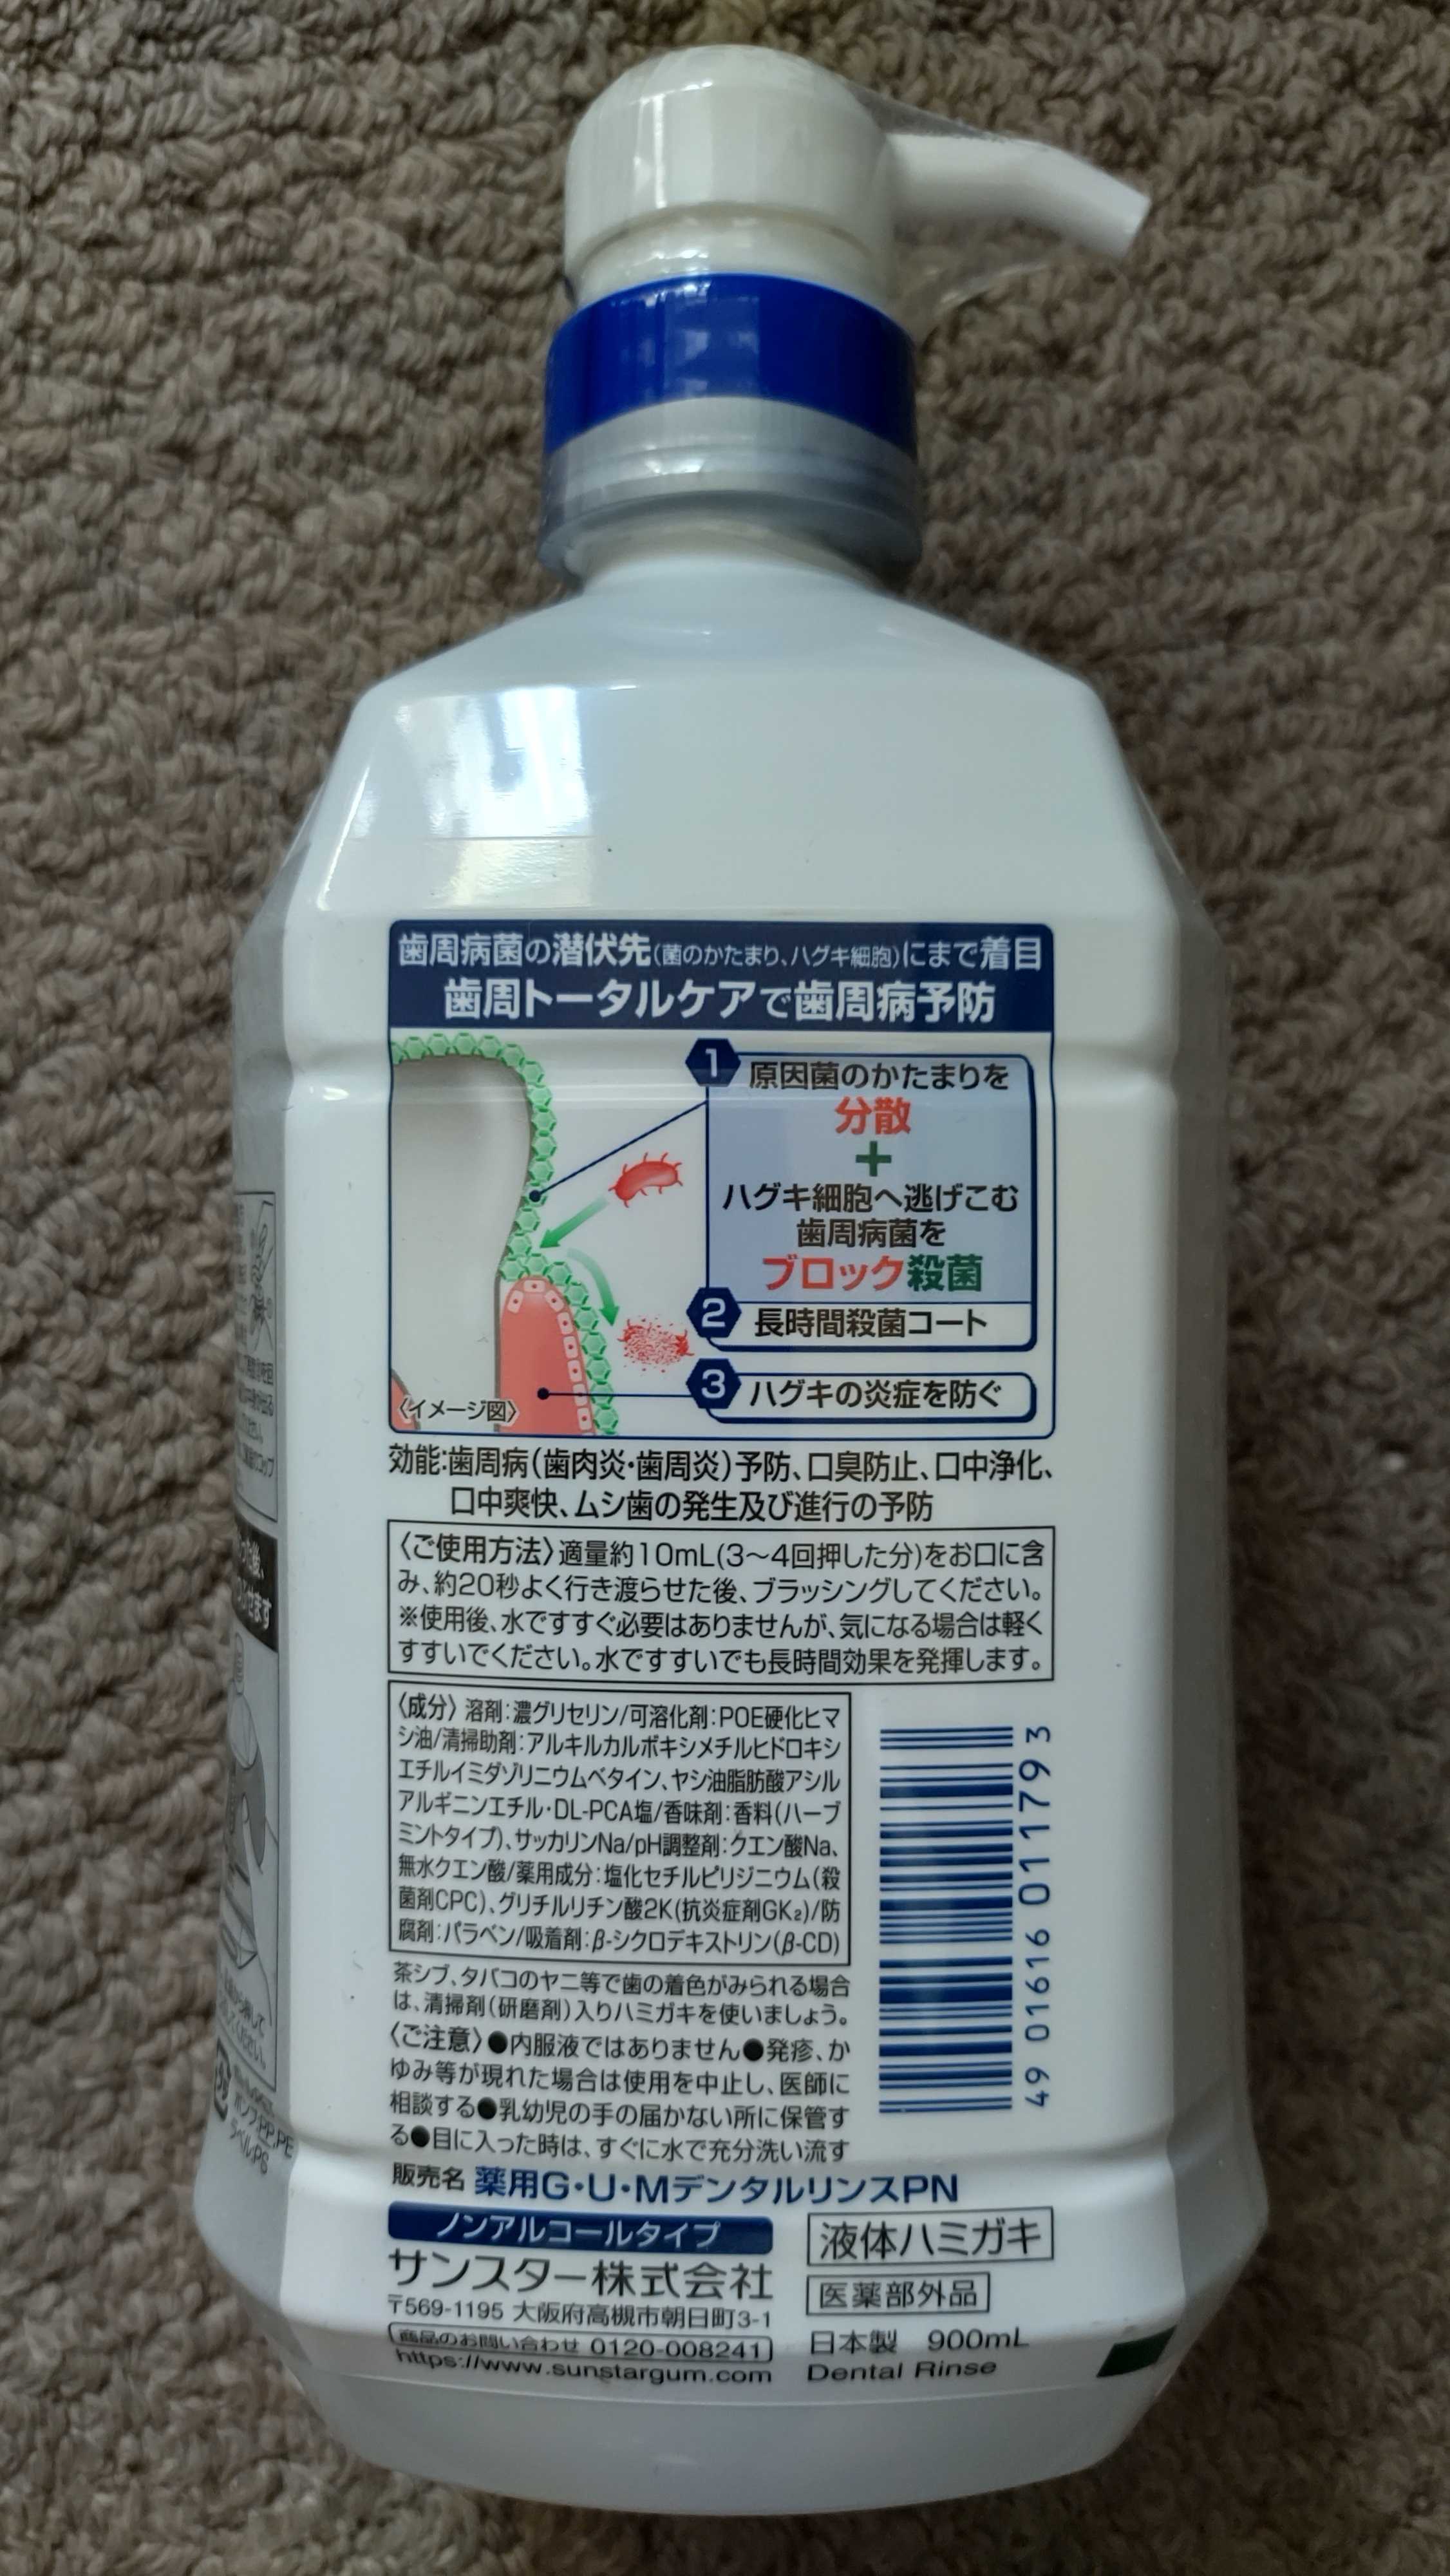 歯周病菌の潜伏先(菌のかたまり、ハグキ細胞)にまで着目
歯周トータルケアで歯周病予防
1 原因菌のかたまりを
分散
+
ハグキ細胞へ逃げこむ
歯周病菌を
ブロック殺菌
2 長時間殺菌コート
3 ハグキの炎症を防ぐ
〈イメージ図〉
効能:歯周病(歯肉炎・歯周炎)予防、口臭防止、口中浄化、
口中爽快、ムシ歯の発生及び進行の予防
〈ご使用方法〉適量約10mL(3〜4回押した分)をお口に含
み、約20秒よく行き渡らせた後、ブラッシングしてください。
※使用後、水ですすぐ必要はありませんが、気になる場合は軽く
すすいでください。水ですすいでも長時間効果を発揮します。
〈成分〉溶剤:濃グリセリン/可溶化剤:POE硬化ヒマ
シ油/清掃助剤:アルキルカルボキシメチルヒドロキシ
エチルイミダゾリニウムベタイン、ヤシ油脂肪酸アシル
アルギニンエチル・DL-PCA塩/香味剤:香料(ハーブ
ミントタイプ)、サッカリンNa/pH調整剤:クエン酸Na、
無水クエン酸/薬用成分:塩化セチルピリジニウム(殺
菌剤CPC)、グリチルリチン酸2K(抗炎症剤GK₂)/防
腐剤:パラベン/吸着剤:β-シクロデキストリン(β-CD)
4901616011793
茶シブ、タバコのヤニ等で歯の着色がみられる場合
は、清掃剤(研磨剤)入りハミガキを使いましょう。
〈ご注意〉●内服液ではありません●発疹、か
ゆみ等が現れた場合は使用を中止し、医師に
相談する●乳幼児の手の届かない所に保管す
る●目に入った時は、すぐに水で充分洗い流す
販売名 薬用G・U・MデンタルリンスPN
ノンアルコールタイプ
液体ハミガキ
サンスター株式会社
医薬部外品
〒569-1195 大阪府高槻市朝日町3-1
商品のお問い合わせ 0120-008241
日本製 900mL
https://www.sunstargum.com
Dental Rinse
ポンプ:PP,PE
ラベル:PS